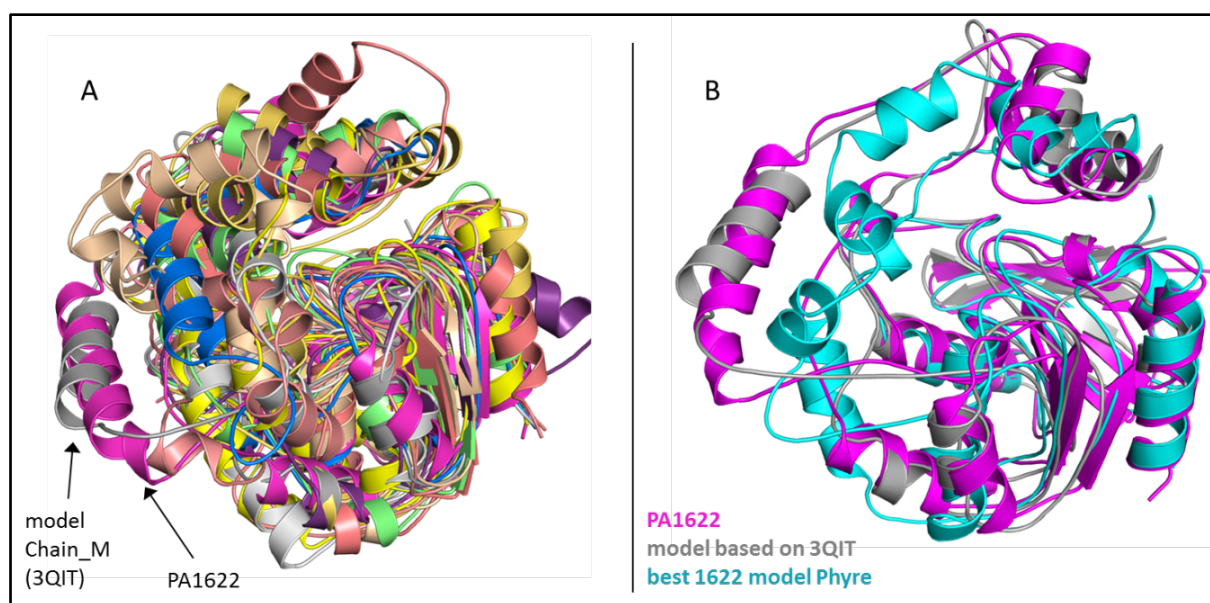 A
B
model
Chain_M
(3QIT)
PA1622
PA1622
model based on 3QIT
best 1622 model Phyre